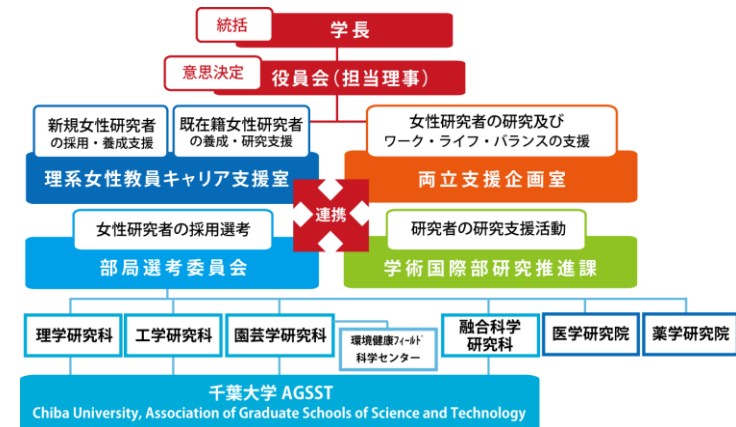 統括
学長
意思決定
役員会（担当理事）
新規女性研究者
の採用・養成支援
既在籍女性研究者
の養成・研究支援
女性研究者の研究及び
ワーク・ライフ・バランスの支援
理系女性教員キャリア支援室
両立支援企画室
連携
女性研究者の採用選考
研究者の研究支援活動
部局選考委員会
学術国際部研究推進課
理学研究科
工学研究科
園芸学研究科
環境健康ﾌｨｰﾙﾄﾞ
科学センター
融合科学
研究科
医学研究院
薬学研究院
千葉大学 AGSST
Chiba University, Association of Graduate Schools of Science and Technology